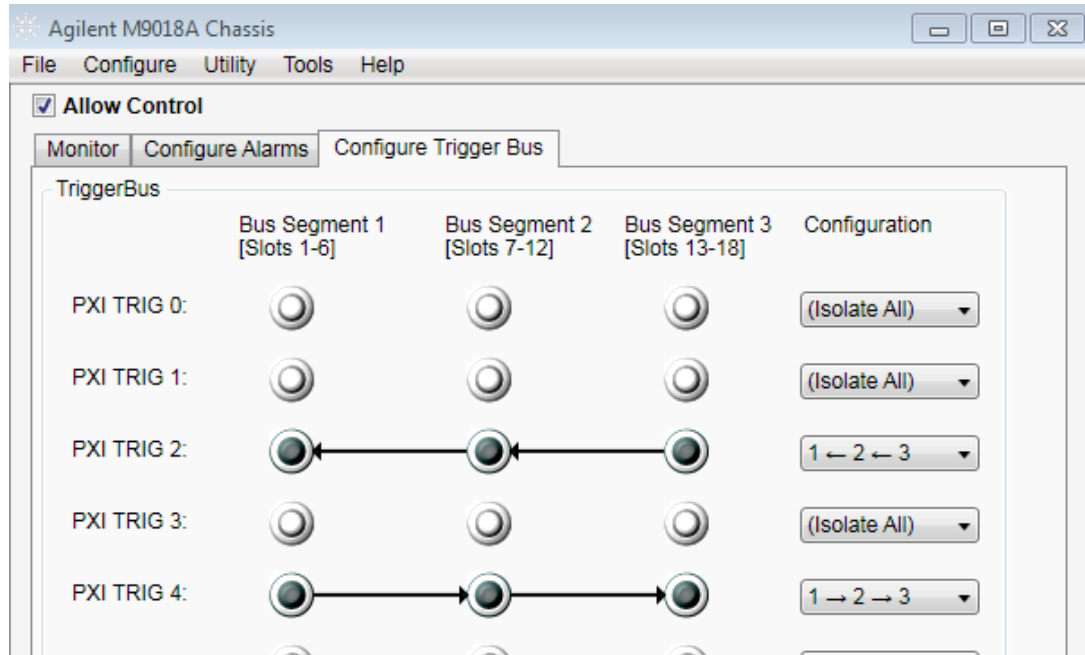 Agilent M9018A Chassis
File Configure Utility Tools Help
Allow Control
Monitor Configure Alarms Configure Trigger Bus
TriggerBus
Bus Segment 1 Bus Segment 2 Bus Segment 3 Configuration
[Slots 1-6] [Slots 7-12] [Slots 13-18]
PXI TRIG 0: (Isolate All)
PXI TRIG 1: (Isolate All)
PXI TRIG 2: 1 ← 2 ← 3
PXI TRIG 3: (Isolate All)
PXI TRIG 4: 1 → 2 → 3